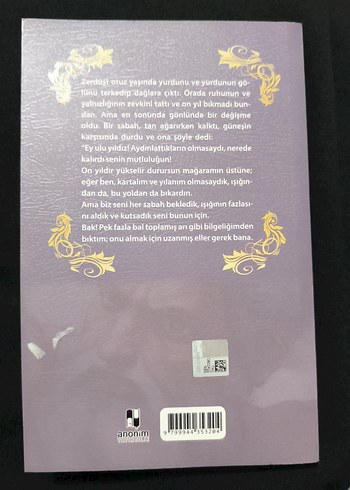 Zerdüşt otuz yaşında yurdunu ve yurdunun gö-
lünü terkedip dağlara çıktı. Orada ruhunun ve
yalnızlığının zevkini tattı ve on yıl bıkmadı bun-
dan. Ama en sonunda gönlünde bir değişme
oldu. Bir sabah, tan ağarırken kalktı, güneşin
karşısında durdu ve ona şöyle dedi:
"Ey ulu yıldız! Aydınlattıkların olmasaydı, nerede
kalırdı senin mutluluğun!
On yıldır yükselir durursun mağaramın üstüne;
eğer ben, kartalım ve yılanım olmasaydık, ışığın-
dan da, bu yoldan da bıkardın.
Ama biz seni her sabah bekledik, ışığının fazlası-
nı aldık ve kutsadık seni bunun için.
Bak! Pek fazla bal toplamış arı gibi bilgeliğimden
bıktım; onu almak için uzanmış eller gerek bana.
anonim
9 799944 353204